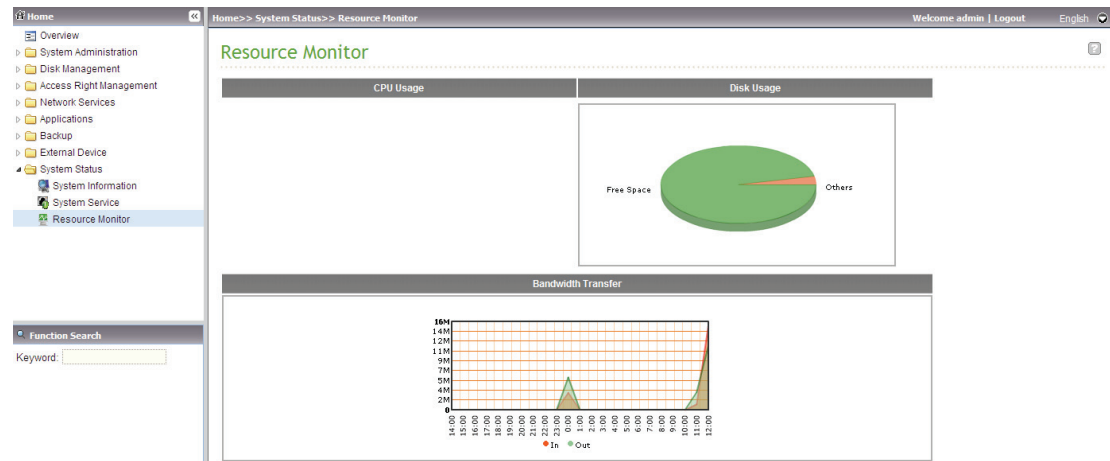 Home
Home>> System Status>> Resource Monitor
Welcome admin | Logout
English
Overview
System Administration
Disk Management
Access Right Management
Network Services
Applications
Backup
External Device
System Status
System Information
System Service
Resource Monitor
Function Search
Keyword:
Resource Monitor
?
CPU Usage
Disk Usage
Free Space
Others
Bandwidth Transfer
16M
14M
12M
11M
9M
7M
5M
4M
2M
0
14:00
15:00
16:00
17:00
18:00
19:00
20:00
21:00
22:00
23:00
0:00
1:00
2:00
3:00
4:00
5:00
6:00
7:00
8:00
9:00
10:00
11:00
12:00
In Out